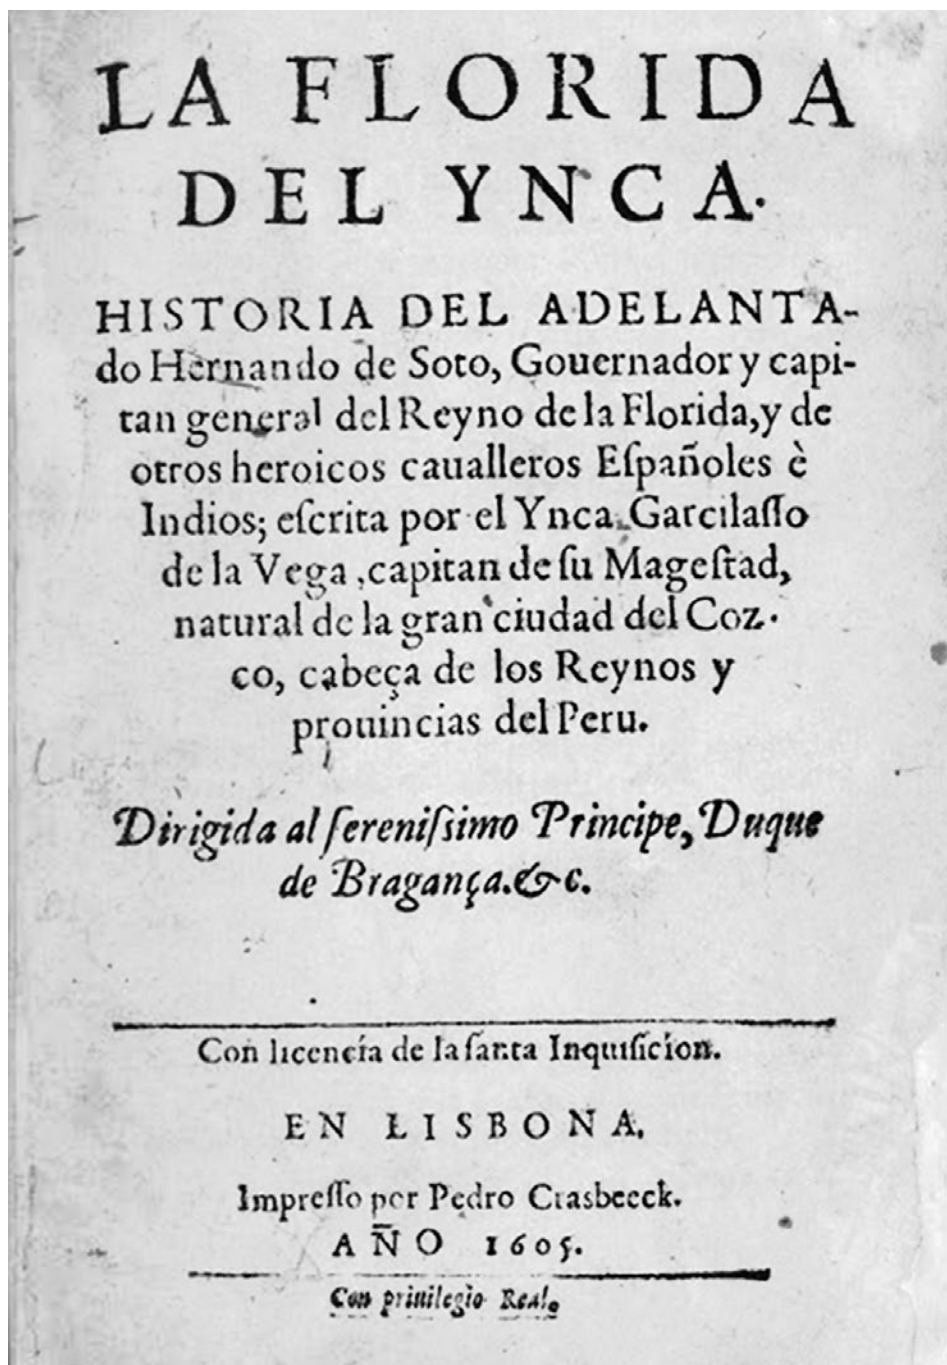 LA FLORIDA
DEL YNCA.
HISTORIA DEL ADELANTA-
do Hernando de Soto, Gouernador y capi-
tan general del Reyno de la Florida, y de
otros heroicos caualleros Eſpañoles è
Indios; eſcrita por el Ynca Garcilaſſo
de la Vega, capitan de ſu Mageſtad,
natural de la gran ciudad del Coz-
co, cabeça de los Reynos y
prouincias del Peru.
Dirigida al ſereniſsimo Principe, Duque
de Bragança. &c.
Con licencia de la ſanta Inquiſicion.
EN LISBONA.
Impreſſo por Pedro Crasbeeck.
AÑO 1605.
Con priuilegio Real.